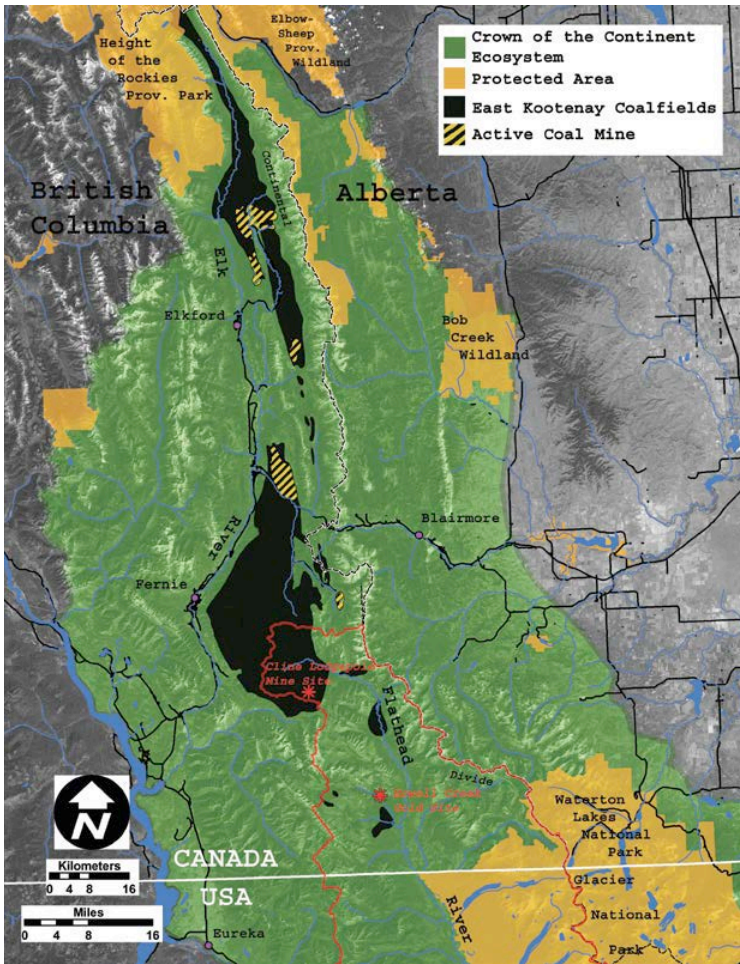 Height
of the
Rockies
Prov. Park
Elbow-
Sheep
Prov.
Wildland
Crown of the Continent
Ecosystem
Protected Area
East Kootenay Coalfields
Active Coal Mine
British
Columbia
Continental
Alberta
Elk
Elkford
Bob
Creek
Wildland
River
Blairmore
Fernie
Cline
Mine Site
Flathead
Divide
Waterton
Lakes
National
Park
N
Kilometers
0 4 8 16
CANADA
USA
Glacier
Miles
0 4 8 16
River
National
Eureka
Park